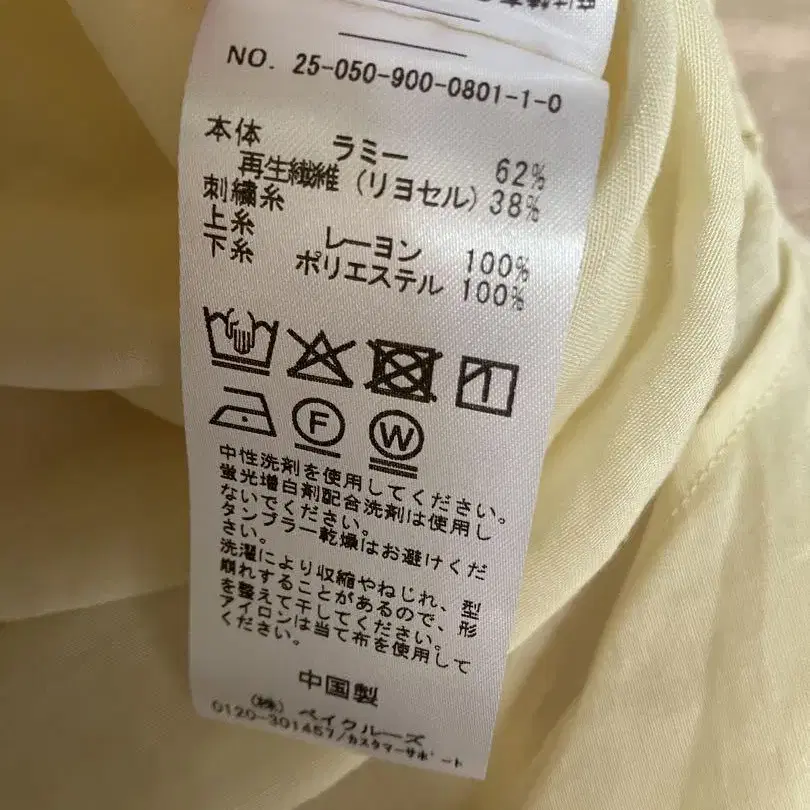 NO. 25-050-900-0801-1-0
本体 ラミー 62%
再生繊維 (リヨセル) 38%
刺繍糸
上糸 レーヨン 100%
下糸 ポリエステル 100%
F W
中性洗剤を使用してください。
蛍光増白剤配合洗剤は使用し
ないでください。
タンブラー乾燥はお避けくだ
さい。
洗濯により収縮やねじれ、型
崩れすることがあるので、形
を整えて干してください。
アイロンは当て布を使用して
ください。
中国製
(株) ベイクルーズ
0120-301457/カスタマーサポート